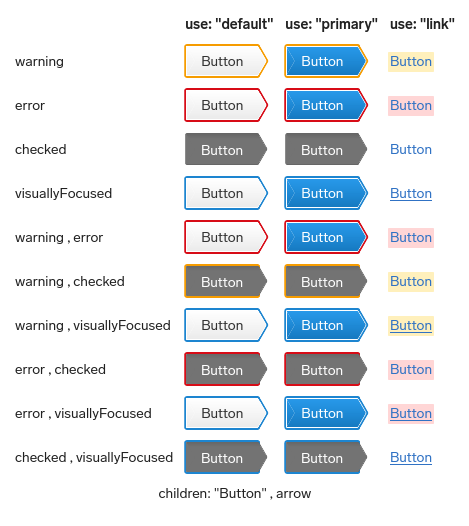 use: "default" use: "primary" use: "link"
warning Button Button Button
error Button Button Button
checked Button Button Button
visuallyFocused Button Button Button
warning , error Button Button Button
warning , checked Button Button Button
warning , visuallyFocused Button Button Button
error , checked Button Button Button
error , visuallyFocused Button Button Button
checked , visuallyFocused Button Button Button
children: "Button" , arrow